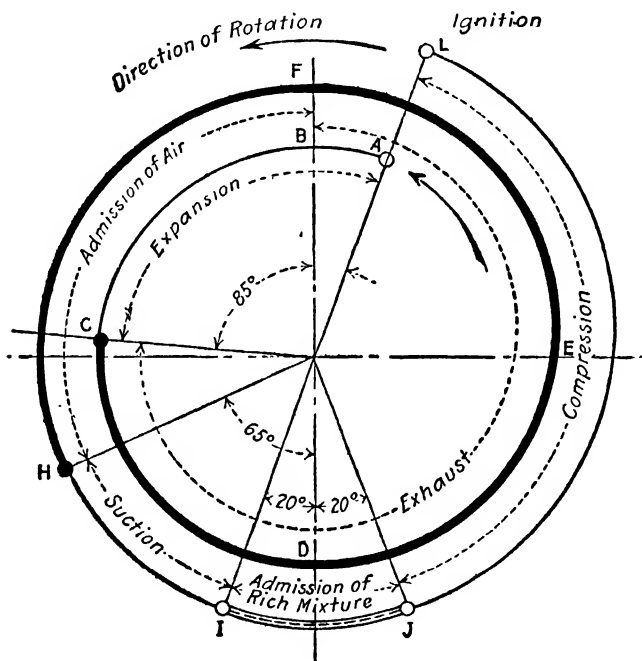 Direction of Rotation
Ignition
L
F
B
A
Admission of Air
Expansion
85°
C
E
Compression
65°
H
20°
20°
Exhaust
Suction
D
Admission of
Rich Mixture
I
J